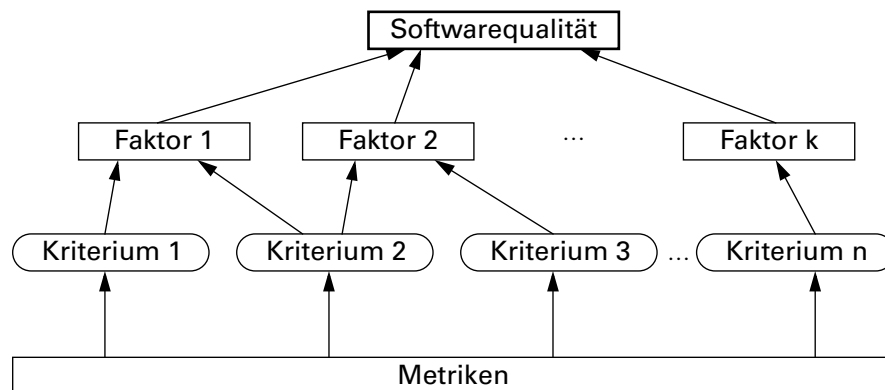 Softwarequalität
Faktor 1
Faktor 2
...
Faktor k
Kriterium 1
Kriterium 2
Kriterium 3
...
Kriterium n
Metriken